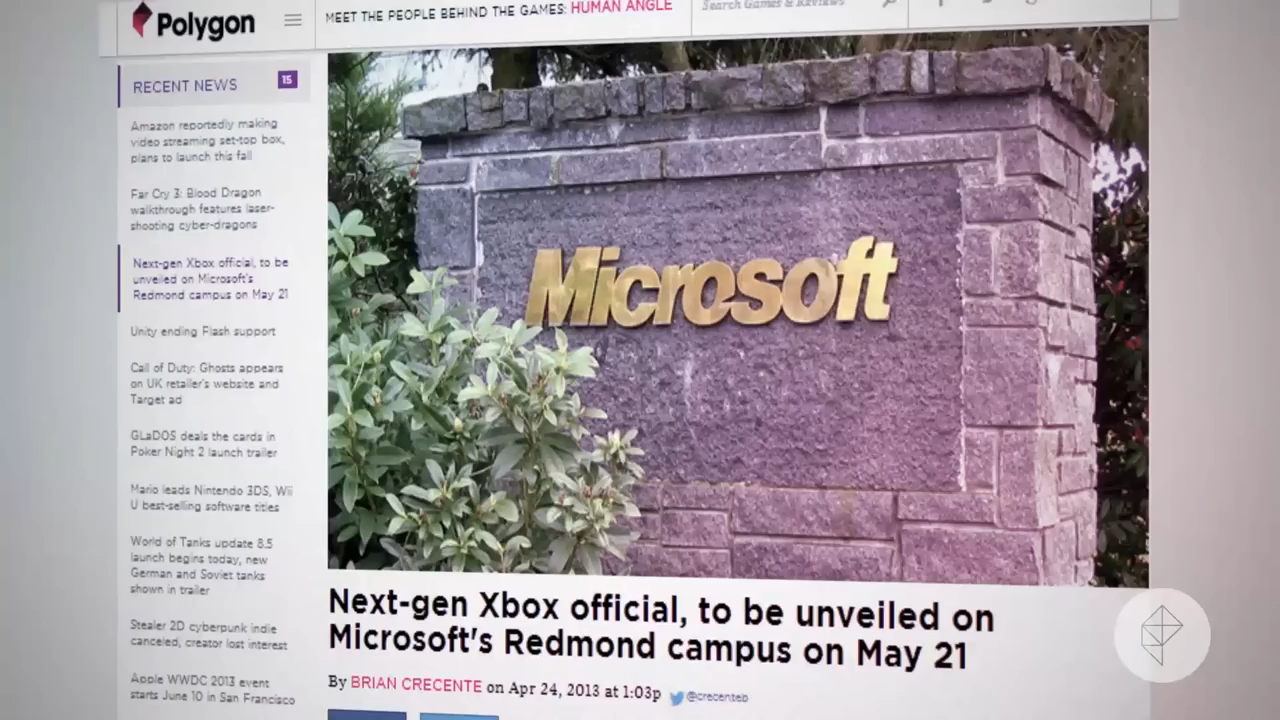 Polygon
MEET THE PEOPLE BEHIND THE GAMES: HUMAN ANGLE
Search Games & Reviews
RECENT NEWS
15
Amazon reportedly making
video streaming set-top box,
plans to launch this fall
Far Cry 3: Blood Dragon
walkthrough features laser-
shooting cyber-dragons
Next-gen Xbox official, to be
unveiled on Microsoft's
Redmond campus on May 21
Unity ending Flash support
Call of Duty: Ghosts appears
on UK retailer's website and
Target ad
GLaDOS deals the cards in
Poker Night 2 launch trailer
Mario leads Nintendo 3DS, Wii
U best-selling software titles
World of Tanks update 8.5
launch begins today, new
German and Soviet tanks
shown in trailer
Stealer 2D cyberpunk indie
canceled, creator lost interest
Apple WWDC 2013 event
starts June 10 in San Francisco
Microsoft
Next-gen Xbox official, to be unveiled on
Microsoft's Redmond campus on May 21
By BRIAN CRECENTE on Apr 24, 2013 at 1:03p
@crecenteb